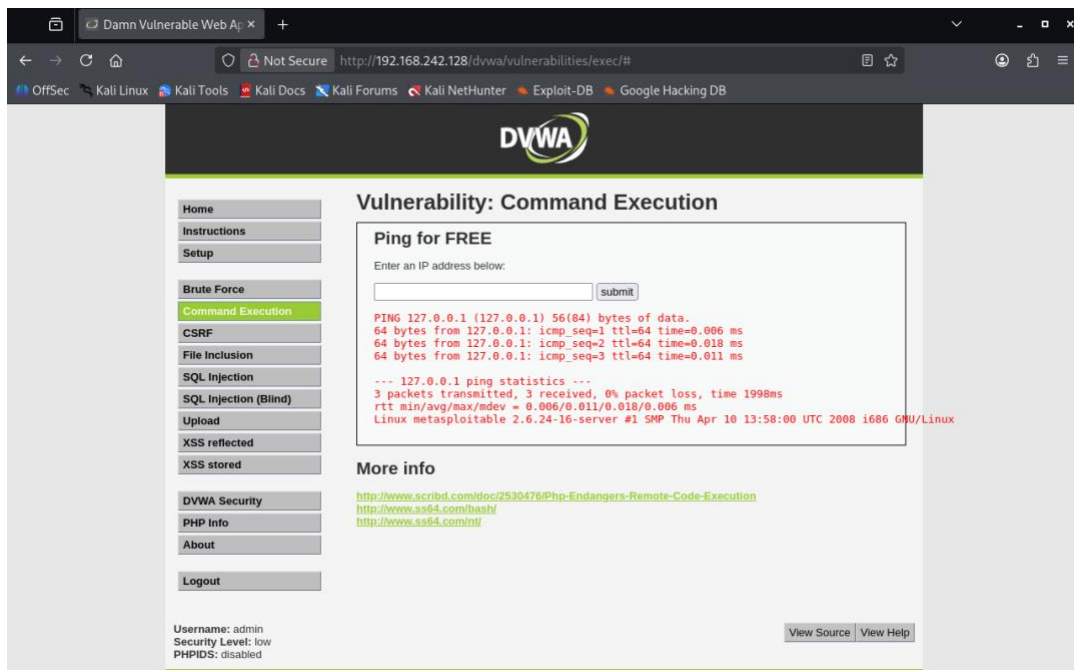 Damn Vulnerable Web Ap
Not Secure http://192.168.242.128/dvwa/vulnerabilities/exec/#
OffSec Kali Linux Kali Tools Kali Docs Kali Forums Kali NetHunter Exploit-DB Google Hacking DB
DVWA
Home
Instructions
Setup
Brute Force
Command Execution
CSRF
File Inclusion
SQL Injection
SQL Injection (Blind)
Upload
XSS reflected
XSS stored
DVWA Security
PHP Info
About
Logout
Vulnerability: Command Execution
Ping for FREE
Enter an IP address below:
submit
PING 127.0.0.1 (127.0.0.1) 56(84) bytes of data.
64 bytes from 127.0.0.1: icmp_seq=1 ttl=64 time=0.006 ms
64 bytes from 127.0.0.1: icmp_seq=2 ttl=64 time=0.018 ms
64 bytes from 127.0.0.1: icmp_seq=3 ttl=64 time=0.011 ms
--- 127.0.0.1 ping statistics ---
3 packets transmitted, 3 received, 0% packet loss, time 1998ms
rtt min/avg/max/mdev = 0.006/0.011/0.018/0.006 ms
Linux metasploitable 2.6.24-16-server #1 SMP Thu Apr 10 13:58:00 UTC 2008 i686 GNU/Linux
More info
http://www.scribd.com/doc/2530476/Php-Endangers-Remote-Code-Execution
http://www.ss64.com/bash/
http://www.ss64.com/nt/
Username: admin
Security Level: low
PHPIDS: disabled
View Source View Help